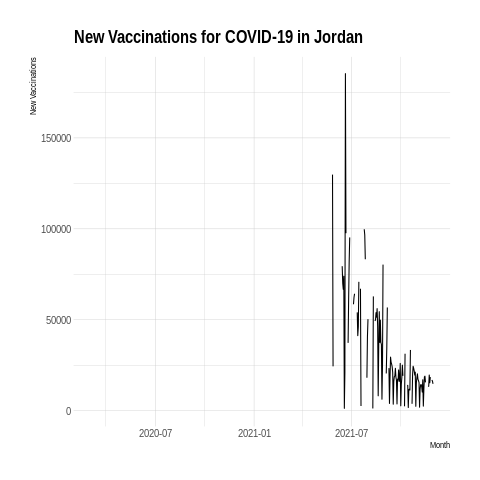 New Vaccinations for COVID-19 in Jordan
New Vaccinations
150000
100000
50000
0
2020-07 2021-01 2021-07
Month